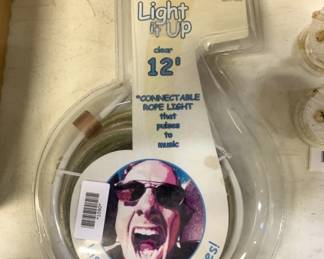 Light
it Up
clear
12'
"CONNECTABLE
ROPE LIGHT
that
pulses
to
music